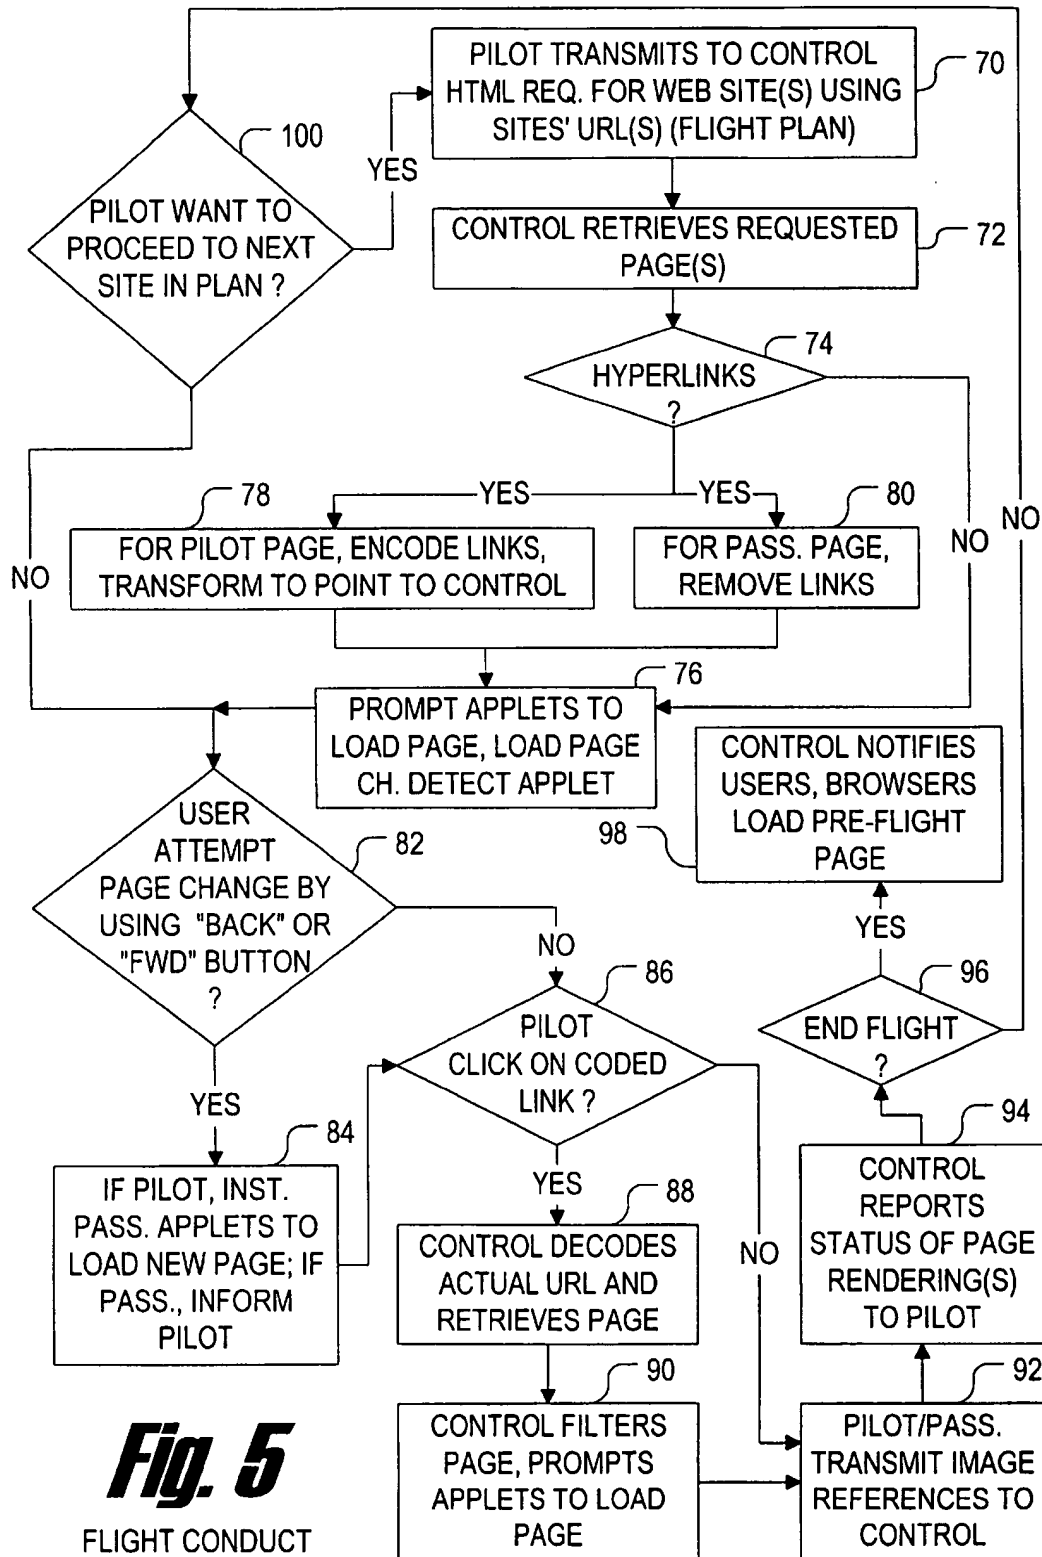 PILOT TRANSMITS TO CONTROL
HTML REQ. FOR WEB SITE(S) USING
SITES' URL(S) (FLIGHT PLAN)
70
100
YES
PILOT WANT TO
PROCEED TO NEXT
SITE IN PLAN ?
CONTROL RETRIEVES REQUESTED
PAGE(S)
72
74
HYPERLINKS
?
78
YES
YES
80
NO
NO
NO
FOR PILOT PAGE, ENCODE LINKS,
TRANSFORM TO POINT TO CONTROL
FOR PASS. PAGE,
REMOVE LINKS
76
PROMPT APPLETS TO
LOAD PAGE, LOAD PAGE
CH. DETECT APPLET
CONTROL NOTIFIES
USERS, BROWSERS
LOAD PRE-FLIGHT
PAGE
98
USER
ATTEMPT
PAGE CHANGE BY
USING "BACK" OR
"FWD" BUTTON
?
82
NO
YES
86
96
PILOT
CLICK ON CODED
LINK ?
END FLIGHT
?
YES
84
IF PILOT, INST.
PASS. APPLETS TO
LOAD NEW PAGE; IF
PASS., INFORM
PILOT
YES
88
NO
94
CONTROL DECODES
ACTUAL URL AND
RETRIEVES PAGE
CONTROL
REPORTS
STATUS OF PAGE
RENDERING(S)
TO PILOT
90
92
CONTROL FILTERS
PAGE, PROMPTS
APPLETS TO LOAD
PAGE
PILOT/PASS.
TRANSMIT IMAGE
REFERENCES TO
CONTROL
Fig. 5
FLIGHT CONDUCT